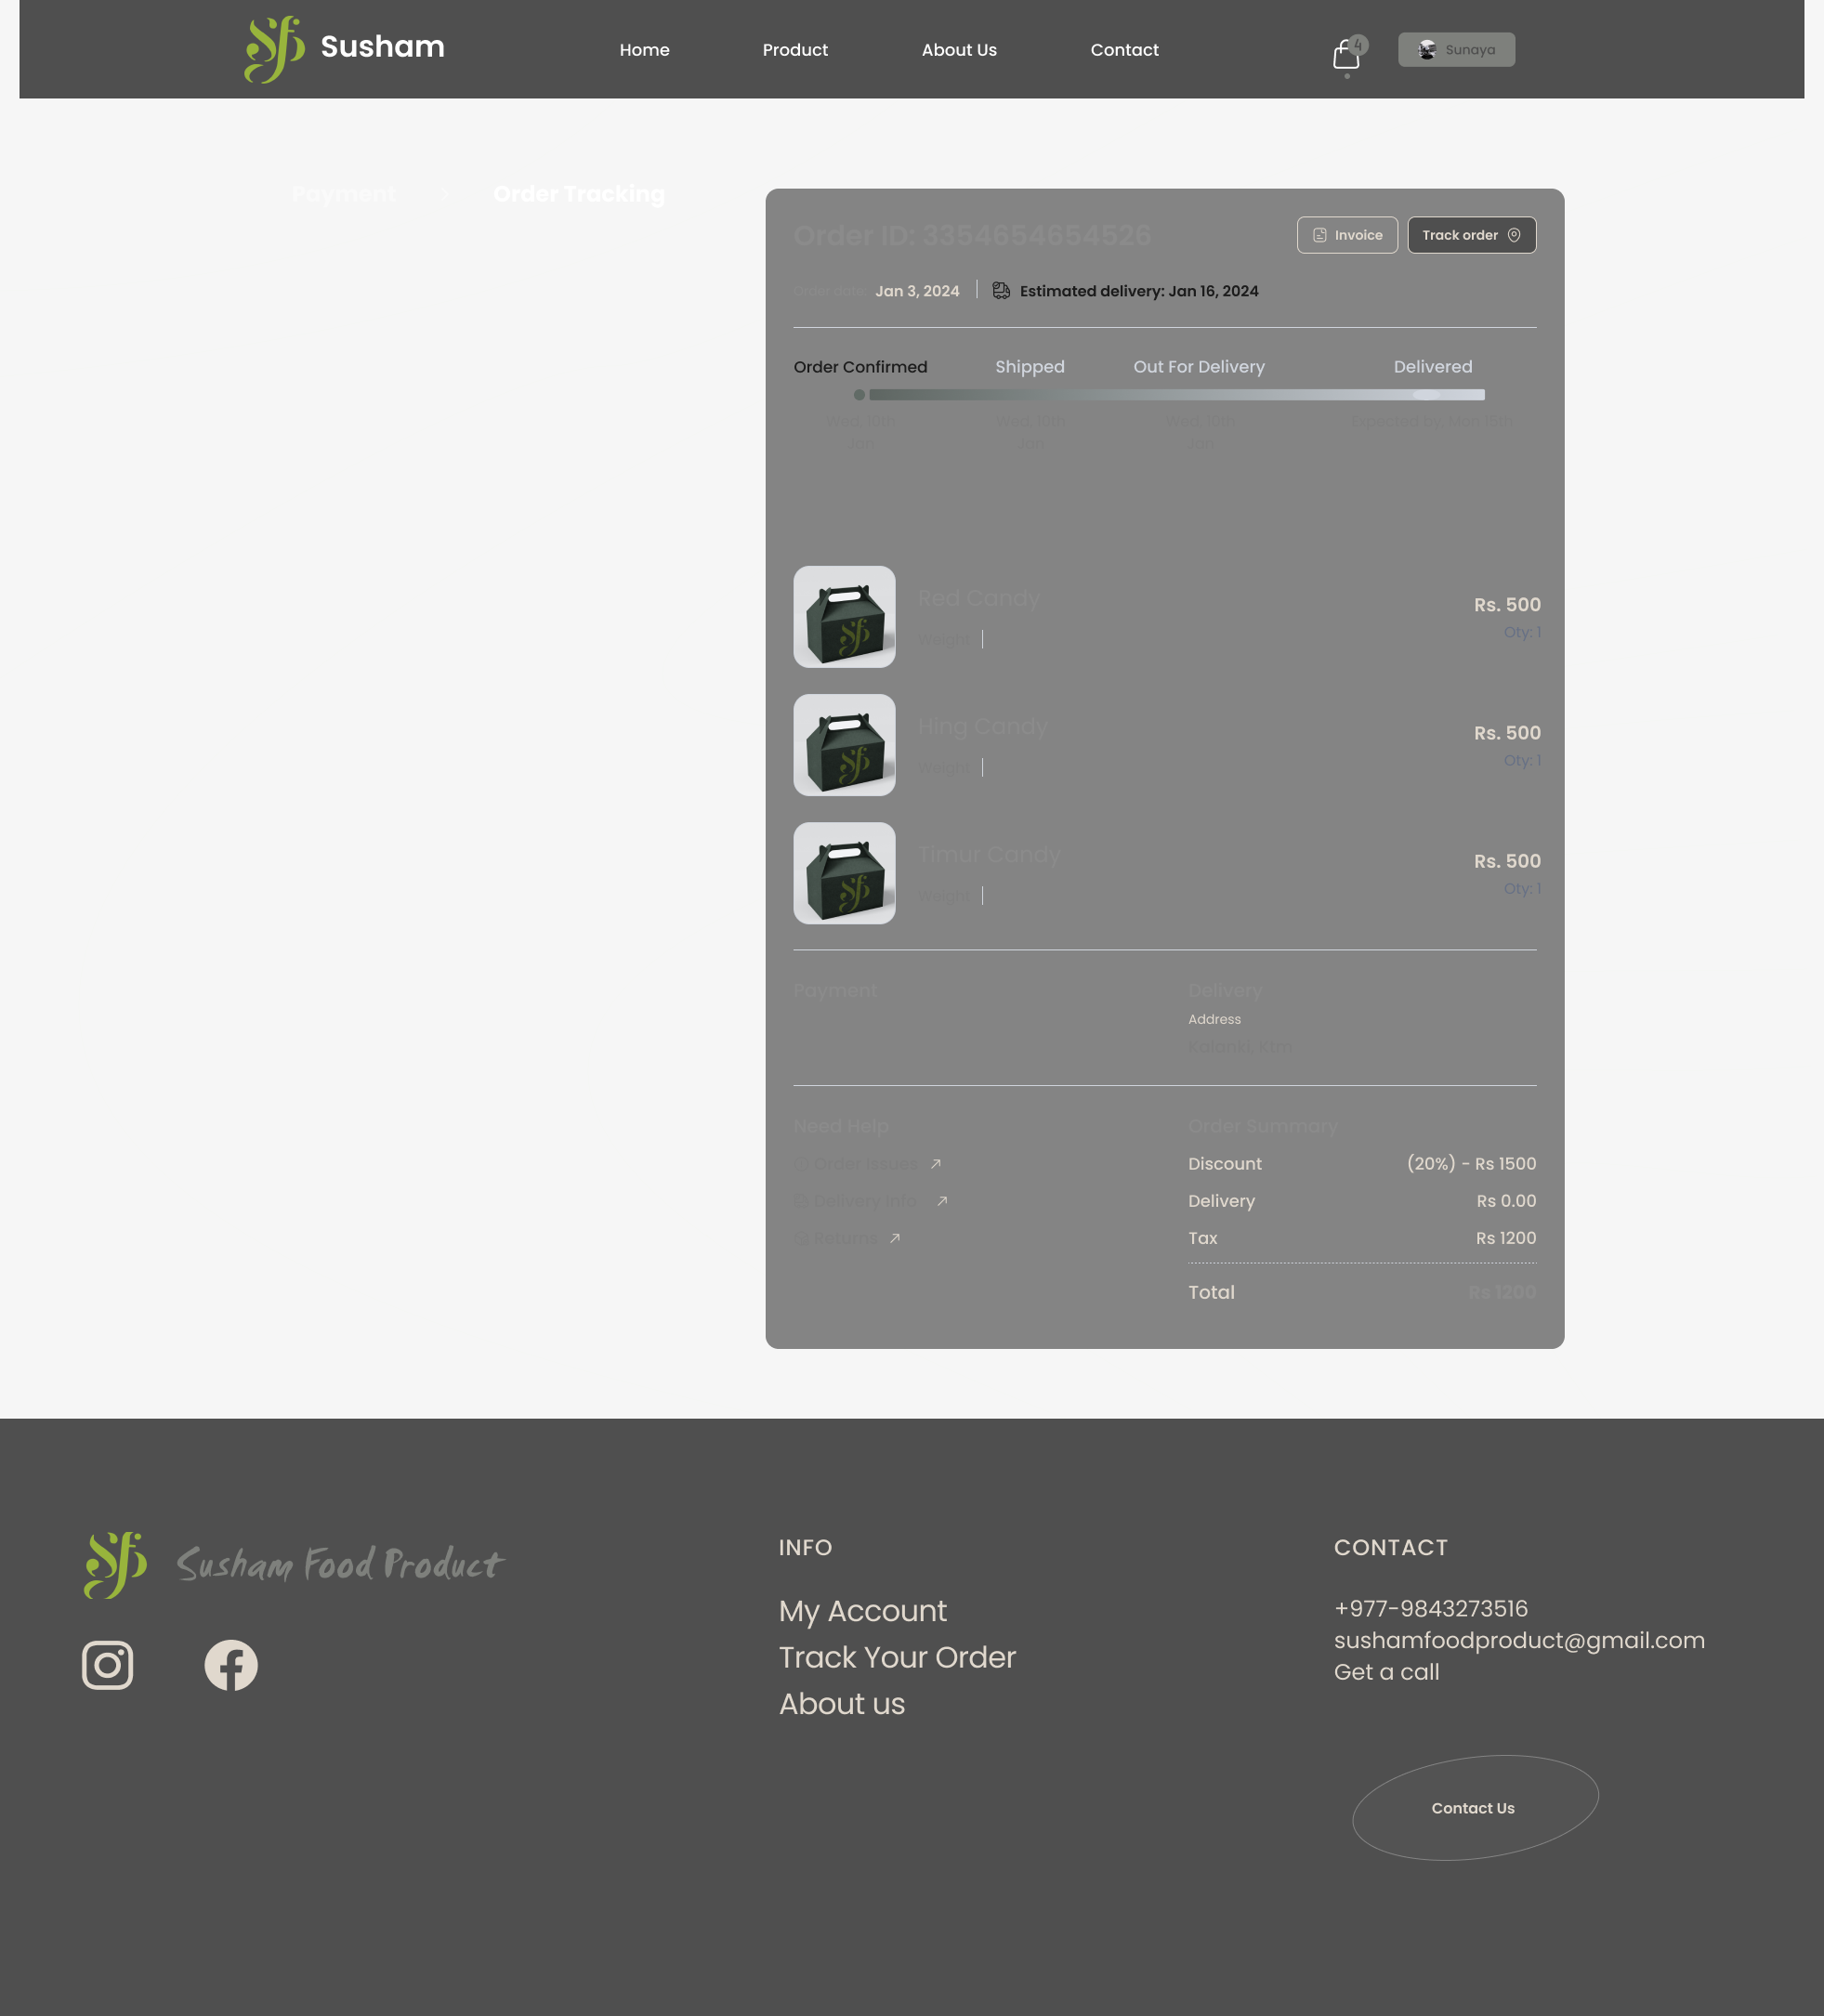 Susham
Home Product About Us Contact
4
Sunaya
Payment > Order Tracking
Order ID: 3354654654526
Invoice
Track order
Order date: Jan 3, 2024
Estimated delivery: Jan 16, 2024
Order Confirmed Shipped Out For Delivery Delivered
Wed, 10th Wed, 10th Wed, 10th Expected by, Mon 16th
Jan Jan Jan
Red Candy
Rs. 500
Weight
Qty: 1
Hing Candy
Rs. 500
Weight
Qty: 1
Timur Candy
Rs. 500
Weight
Qty: 1
Payment
Delivery
Address
Kalanki, Ktm
Need Help
Order Issues
Delivery Info
Returns
Order Summary
Discount (20%) - Rs 1500
Delivery Rs 0.00
Tax Rs 1200
Total Rs 1200
Susham Food Product
INFO
My Account
Track Your Order
About us
CONTACT
+977-9843273516
sushamfoodproduct@gmail.com
Get a call
Contact Us